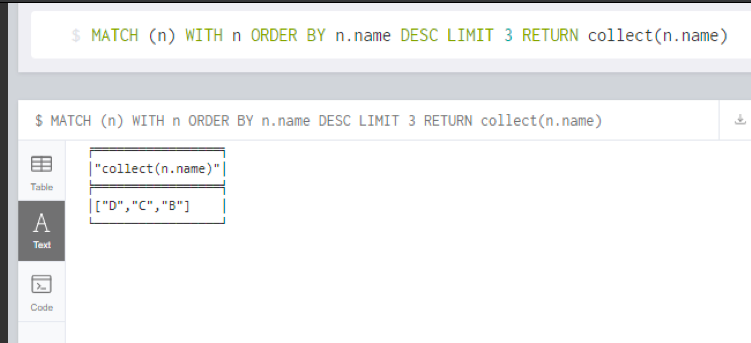 $ MATCH (n) WITH n ORDER BY n.name DESC LIMIT 3 RETURN collect(n.name)
$ MATCH (n) WITH n ORDER BY n.name DESC LIMIT 3 RETURN collect(n.name)
Table
A
Text
Code
"collect(n.name)"
["D","C","B"]